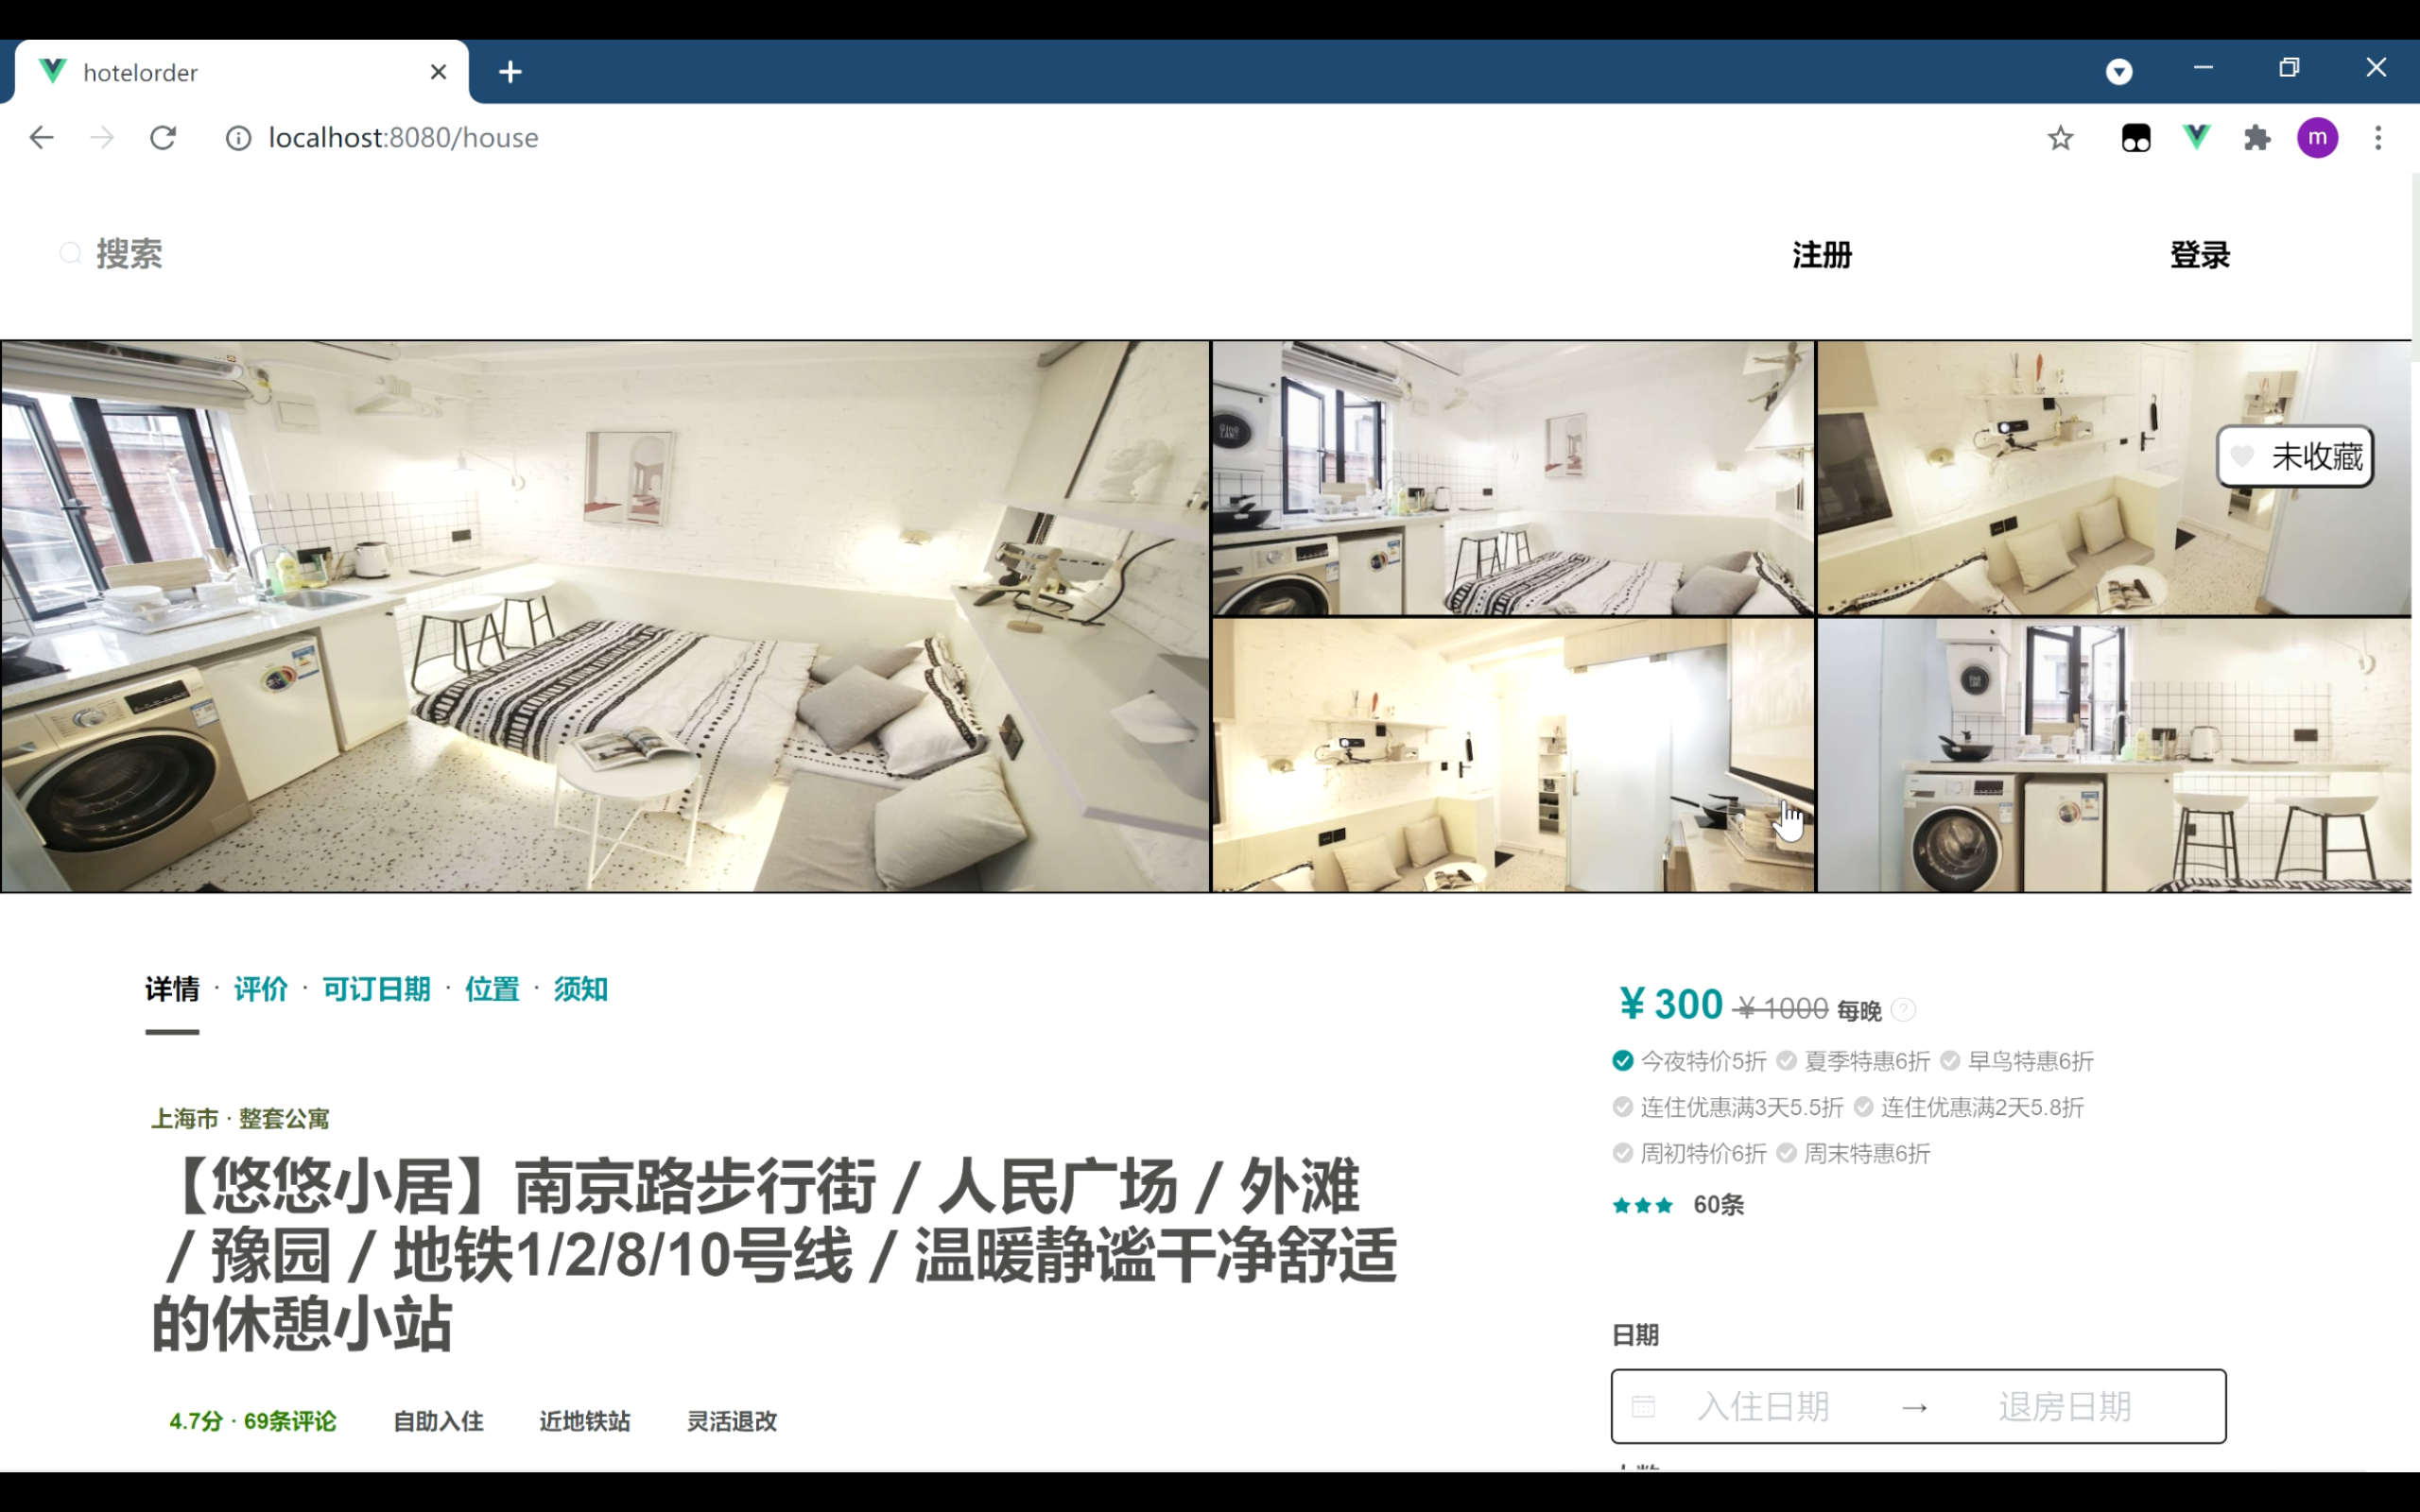 hotelorder
localhost:8080/house
m
搜索
注册
登录
未收藏
详情 · 评价 · 可订日期 · 位置 · 须知
¥ 300 ¥ 1000 每晚 ?
今夜特价5折 夏季特惠6折 早鸟特惠6折
连住优惠满3天5.5折 连住优惠满2天5.8折
周初特价6折 周末特惠6折
60条
上海市 · 整套公寓
【悠悠小居】南京路步行街 / 人民广场 / 外滩
/ 豫园 / 地铁1/2/8/10号线 / 温暖静谧干净舒适
的休憩小站
4.7分 · 69条评论 自助入住 近地铁站 灵活退改
日期
入住日期 → 退房日期